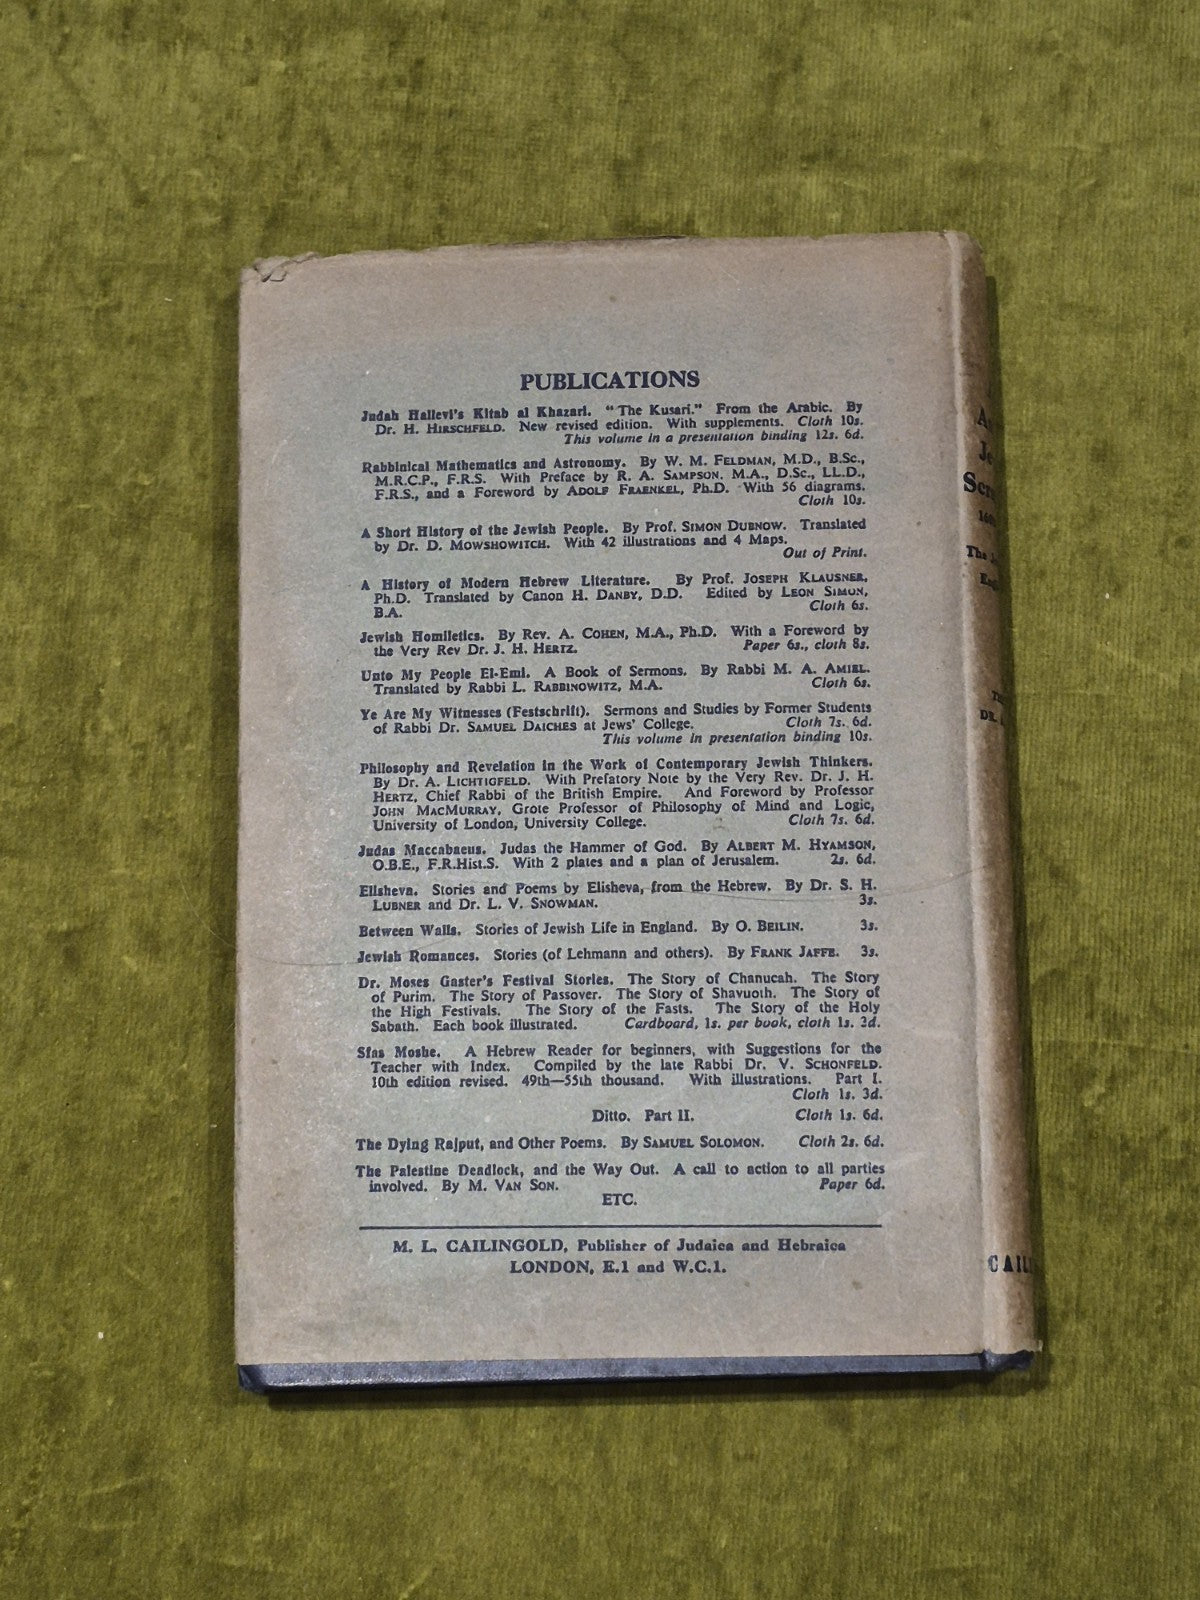 PUBLICATIONS
Judah Hallevi's Kitab al Khazari. "The Kusari." From the Arabic. By
Dr. H. HIRSCHFELD. New revised edition. With supplements. Cloth 10s.
This volume in a presentation binding 12s. 6d.
Rabbinical Mathematics and Astronomy. By W. M. FELDMAN, M.D., B.Sc.,
M.R.C.P., F.R.S. With Preface by R. A. SAMPSON, M.A., D.Sc., LL.D.,
F.R.S., and a Foreword by ADOLF FRAENKEL, Ph.D. With 56 diagrams.
Cloth 10s.
A Short History of the Jewish People. By Prof. SIMON DUBNOW. Translated
by Dr. D. MOWSHOWITCH. With 42 illustrations and 4 Maps.
Out of Print.
A History of Modern Hebrew Literature. By Prof. JOSEPH KLAUSNER,
Ph.D. Translated by Canon H. DANBY, D.D. Edited by LEON SIMON,
B.A. Cloth 6s.
Jewish Homiletics. By Rev. A. COHEN, M.A., Ph.D. With a Foreword by
the Very Rev Dr. J. H. HERTZ. Paper 6s., cloth 8s.
Unto My People El-Emi. A Book of Sermons. By Rabbi M. A. AMIEL.
Translated by Rabbi L. RABBINOWITZ, M.A. Cloth 6s.
Ye Are My Witnesses (Festschrift). Sermons and Studies by Former Students
of Rabbi Dr. SAMUEL DAICHES at Jews' College. Cloth 7s. 6d.
This volume in presentation binding 10s.
Philosophy and Revelation in the Work of Contemporary Jewish Thinkers.
By Dr. A. LICHTIGFELD. With Prefatory Note by the Very Rev. Dr. J. H.
HERTZ, Chief Rabbi of the British Empire. And Foreword by Professor
JOHN MACMURRAY, Grote Professor of Philosophy of Mind and Logic,
University of London, University College. Cloth 7s. 6d.
Judas Maccabaeus. Judas the Hammer of God. By ALBERT M. HYAMSON,
O.B.E., F.R.Hist.S. With 2 plates and a plan of Jerusalem. 2s. 6d.
Elisheva. Stories and Poems by Elisheva, from the Hebrew. By Dr. S. H.
LUBNER and Dr. L. V. SNOWMAN. 3s.
Between Walls. Stories of Jewish Life in England. By O. BEILIN. 3s.
Jewish Romances. Stories (of Lehmann and others). By FRANK JAFFE. 3s.
Dr. Moses Gaster's Festival Stories. The Story of Chanucah. The Story
of Purim. The Story of Passover. The Story of Shavuoth. The Story of
the High Festivals. The Story of the Fasts. The Story of the Holy
Sabath. Each book illustrated. Cardboard, 1s. per book, cloth 1s. 3d.
Sfas Moshe. A Hebrew Reader for beginners, with Suggestions for the
Teacher with Index. Compiled by the late Rabbi Dr. V. SCHONFELD.
10th edition revised. 49th—55th thousand. With illustrations. Part I.
Cloth 1s. 3d.
Ditto. Part II. Cloth 1s. 6d.
The Dying Rajput, and Other Poems. By SAMUEL SOLOMON. Cloth 2s. 6d.
The Palestine Deadlock, and the Way Out. A call to action to all parties
involved. By M. VAN SON. Paper 6d.
ETC.
M. L. CAILINGOLD, Publisher of Judaica and Hebraica
LONDON, E.1 and W.C.1.